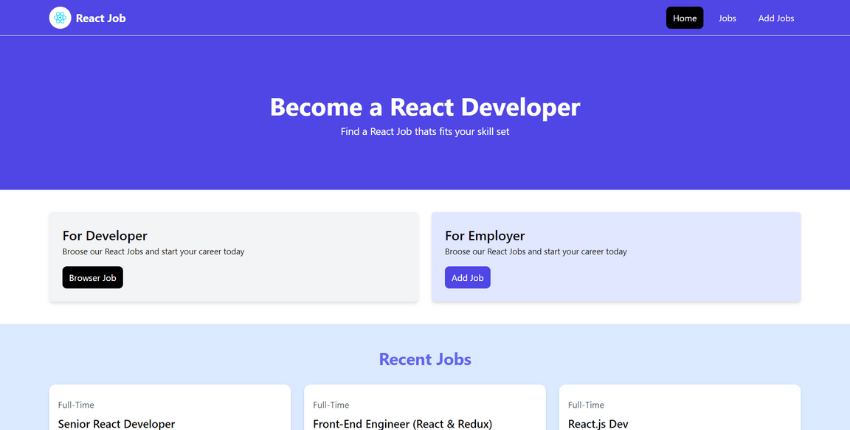 React Job
Home
Jobs
Add Jobs
Become a React Developer
Find a React Job thats fits your skill set
For Developer
Broose our React Jobs and start your career today
Browser Job
For Employer
Broose our React Jobs and start your career today
Add Job
Recent Jobs
Full-Time
Senior React Developer
Full-Time
Front-End Engineer (React & Redux)
Full-Time
React.js Dev